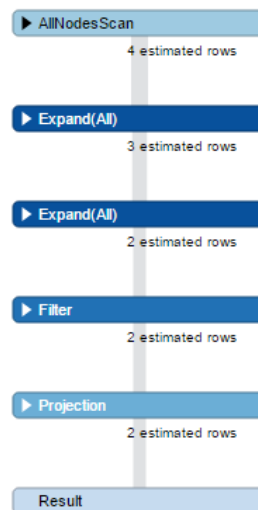 AllNodesScan
4 estimated rows
Expand(All)
3 estimated rows
Expand(All)
2 estimated rows
Filter
2 estimated rows
Projection
2 estimated rows
Result